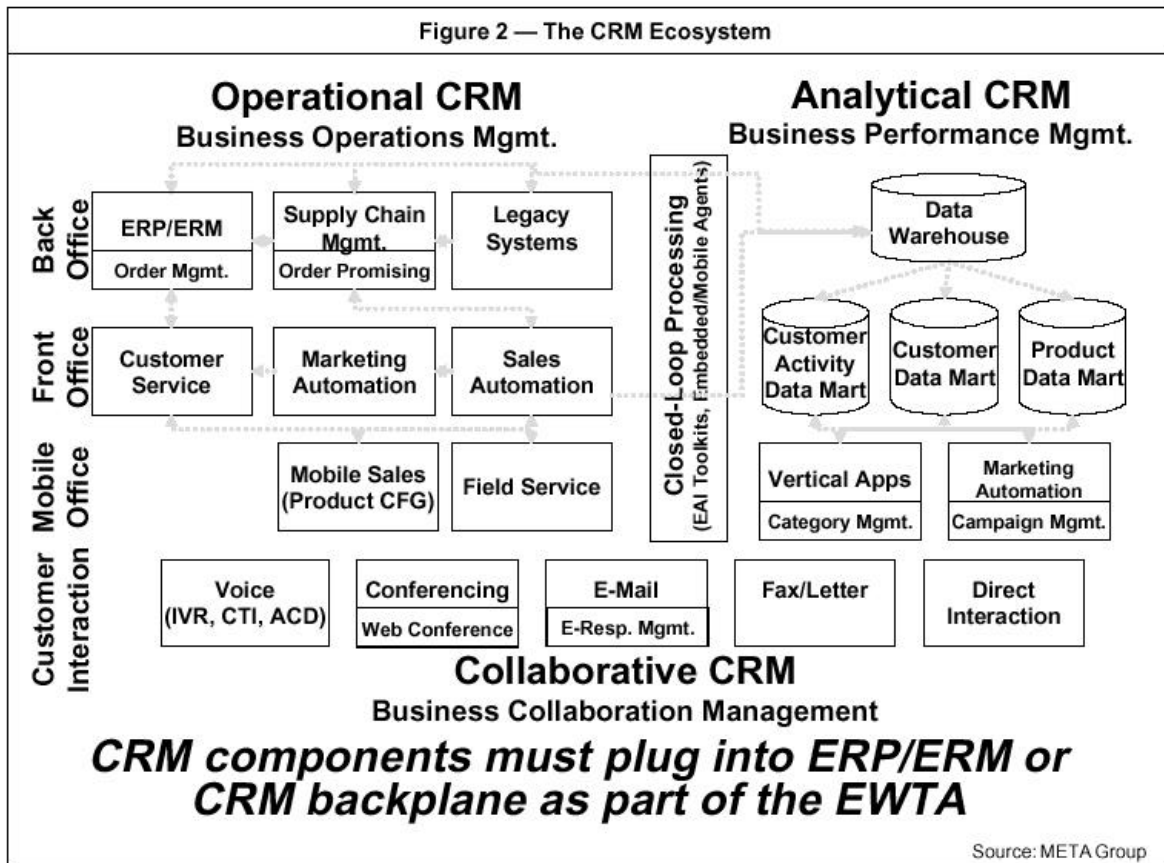 Figure 2 — The CRM Ecosystem
Operational CRM
Business Operations Mgmt.
Analytical CRM
Business Performance Mgmt.
Back
Office
ERP/ERM
Order Mgmt.
Supply Chain
Mgmt.
Order Promising
Legacy
Systems
Closed-Loop Processing
(EAI Toolkits, Embedded/Mobile Agents)
Data
Warehouse
Front
Office
Customer
Service
Marketing
Automation
Sales
Automation
Customer
Activity
Data Mart
Customer
Data Mart
Product
Data Mart
Mobile
Office
Mobile Sales
(Product CFG)
Field Service
Vertical Apps
Category Mgmt.
Marketing
Automation
Campaign Mgmt.
Customer
Interaction
Voice
(IVR, CTI, ACD)
Conferencing
Web Conference
E-Mail
E-Resp. Mgmt.
Fax/Letter
Direct
Interaction
Collaborative CRM
Business Collaboration Management
CRM components must plug into ERP/ERM or
CRM backplane as part of the EWTA
Source: META Group